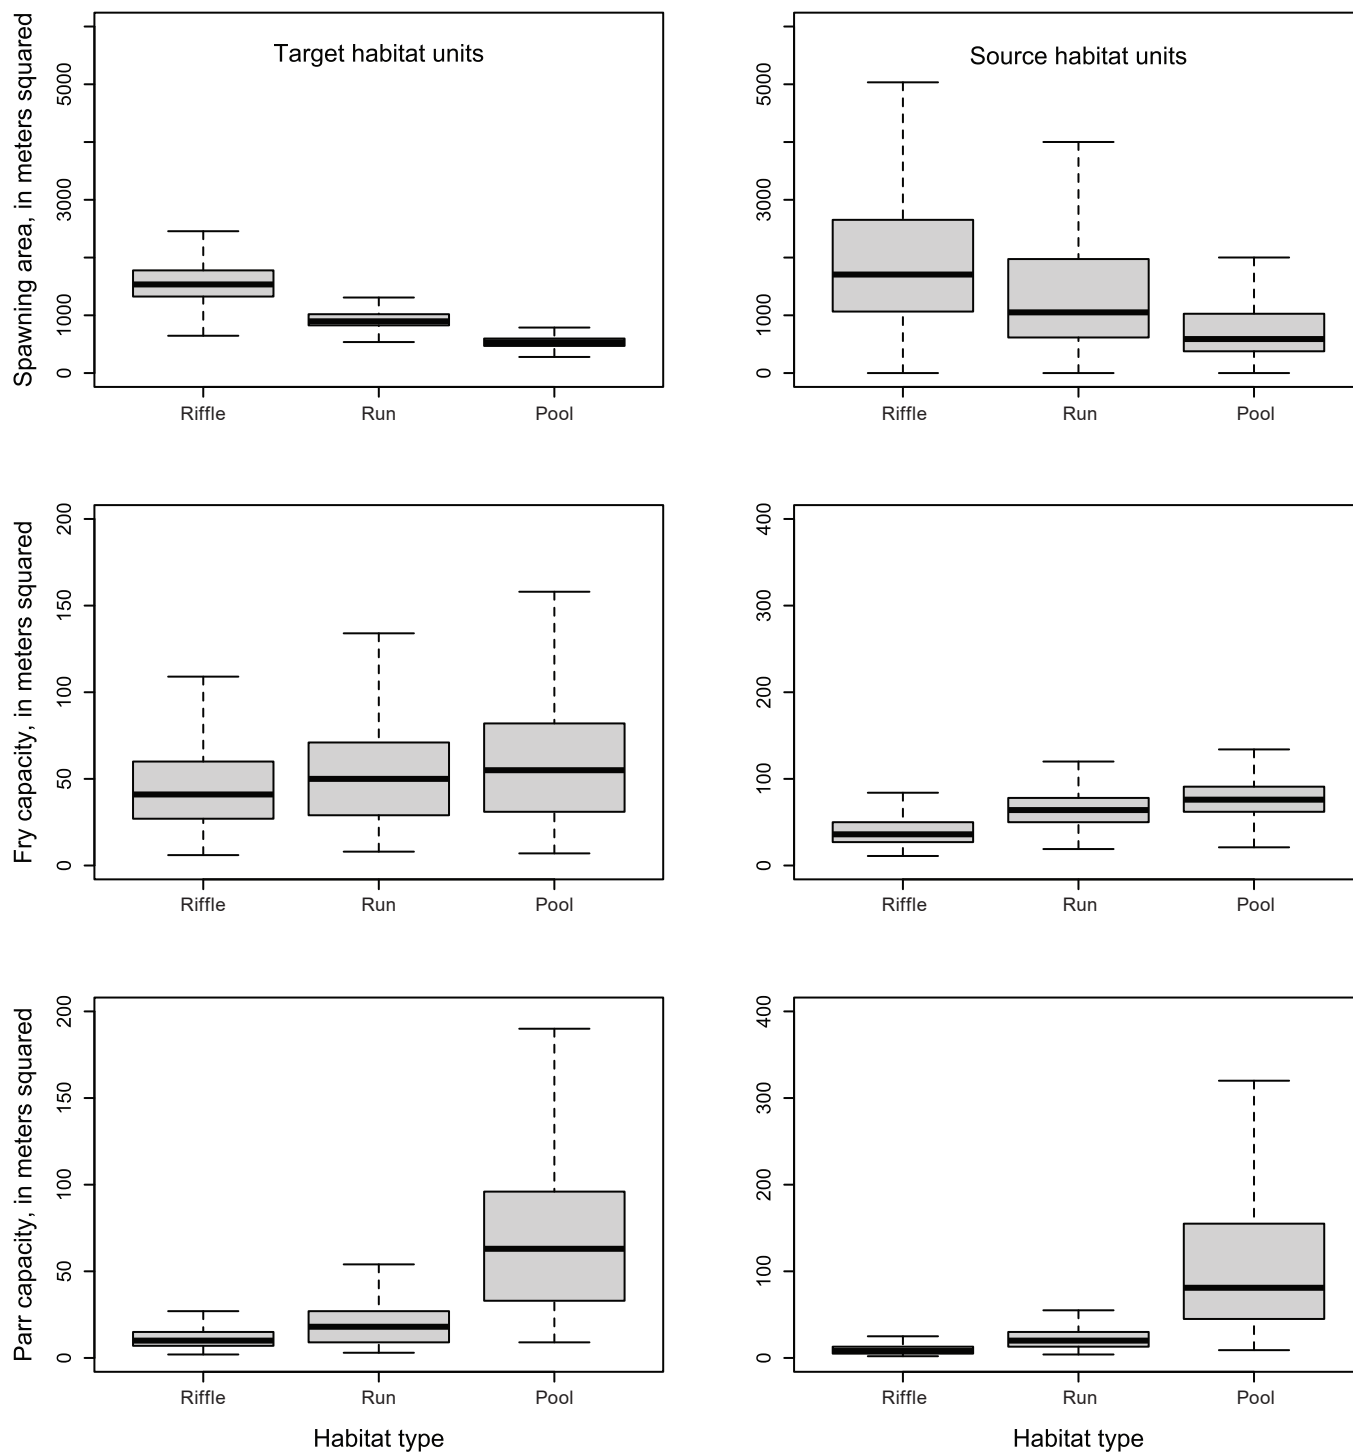 Target habitat units
Source habitat units
Spawning area, in meters squared
5000
3000
1000
0
Riffle
Run
Pool
5000
3000
1000
0
Riffle
Run
Pool
Fry capacity, in meters squared
200
150
100
50
0
Riffle
Run
Pool
400
300
200
100
0
Riffle
Run
Pool
Parr capacity, in meters squared
200
150
100
50
0
Riffle
Run
Pool
Habitat type
400
300
200
100
0
Riffle
Run
Pool
Habitat type